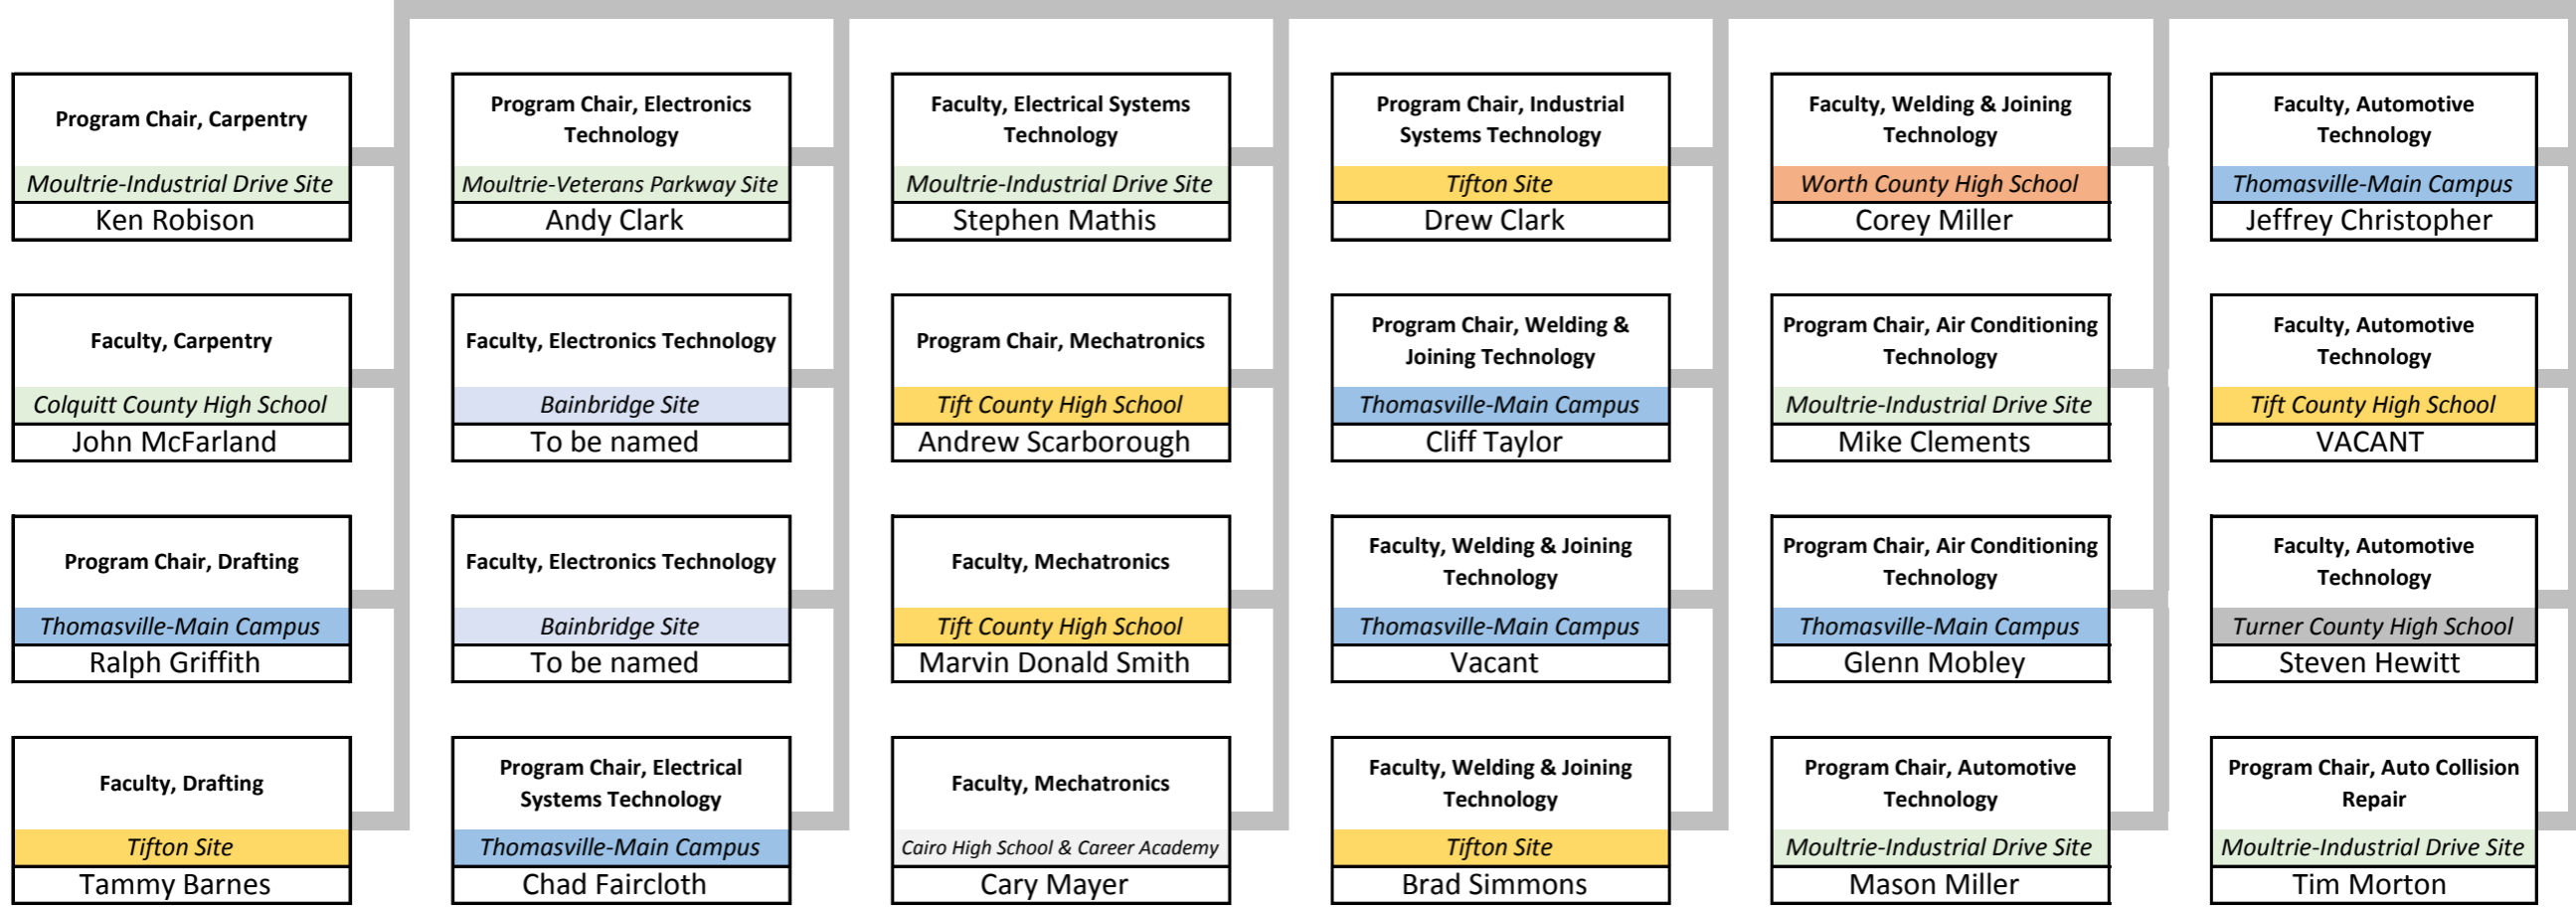 Program Chair, Carpentry
Moultrie-Industrial Drive Site
Ken Robison
Program Chair, Electronics
Technology
Moultrie-Veterans Parkway Site
Andy Clark
Faculty, Electrical Systems
Technology
Moultrie-Industrial Drive Site
Stephen Mathis
Program Chair, Industrial
Systems Technology
Tifton Site
Drew Clark
Faculty, Welding & Joining
Technology
Worth County High School
Corey Miller
Faculty, Automotive
Technology
Thomasville-Main Campus
Jeffrey Christopher
Faculty, Carpentry
Colquitt County High School
John McFarland
Faculty, Electronics Technology
Bainbridge Site
To be named
Program Chair, Mechatronics
Tift County High School
Andrew Scarborough
Program Chair, Welding &
Joining Technology
Thomasville-Main Campus
Cliff Taylor
Program Chair, Air Conditioning
Technology
Moultrie-Industrial Drive Site
Mike Clements
Faculty, Automotive
Technology
Tift County High School
VACANT
Program Chair, Drafting
Thomasville-Main Campus
Ralph Griffith
Faculty, Electronics Technology
Bainbridge Site
To be named
Faculty, Mechatronics
Tift County High School
Marvin Donald Smith
Faculty, Welding & Joining
Technology
Thomasville-Main Campus
Vacant
Program Chair, Air Conditioning
Technology
Thomasville-Main Campus
Glenn Mobley
Faculty, Automotive
Technology
Turner County High School
Steven Hewitt
Faculty, Drafting
Tifton Site
Tammy Barnes
Program Chair, Electrical
Systems Technology
Thomasville-Main Campus
Chad Faircloth
Faculty, Mechatronics
Cairo High School & Career Academy
Cary Mayer
Faculty, Welding & Joining
Technology
Tifton Site
Brad Simmons
Program Chair, Automotive
Technology
Moultrie-Industrial Drive Site
Mason Miller
Program Chair, Auto Collision
Repair
Moultrie-Industrial Drive Site
Tim Morton